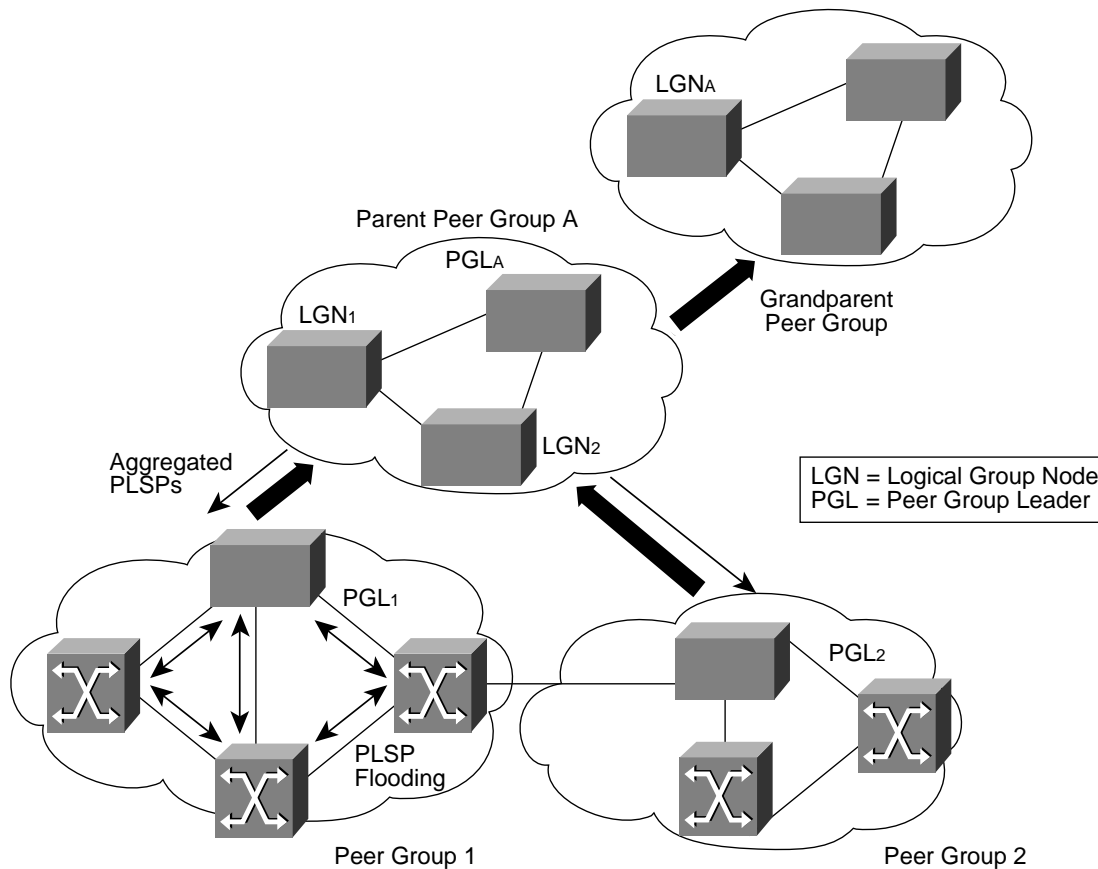 LGNA
Parent Peer Group A
PGLA
Grandparent
Peer Group
LGN1
LGN2
Aggregated
PLSPs
LGN = Logical Group Node
PGL = Peer Group Leader
PGL1
PGL2
PLSP
Flooding
Peer Group 1
Peer Group 2